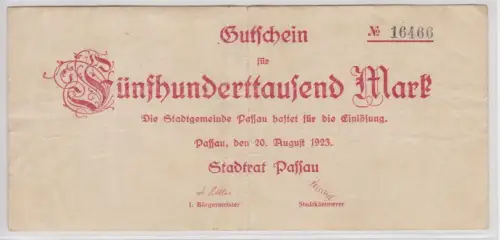 Gutschein
№ 16466
für
Fünfhunderttausend Mark
Die Stadtgemeinde Passau haftet für die Einlösung.
Passau, den 20. August 1923.
Stadtrat Passau
1. Bürgermeister
Stadtkämmerer